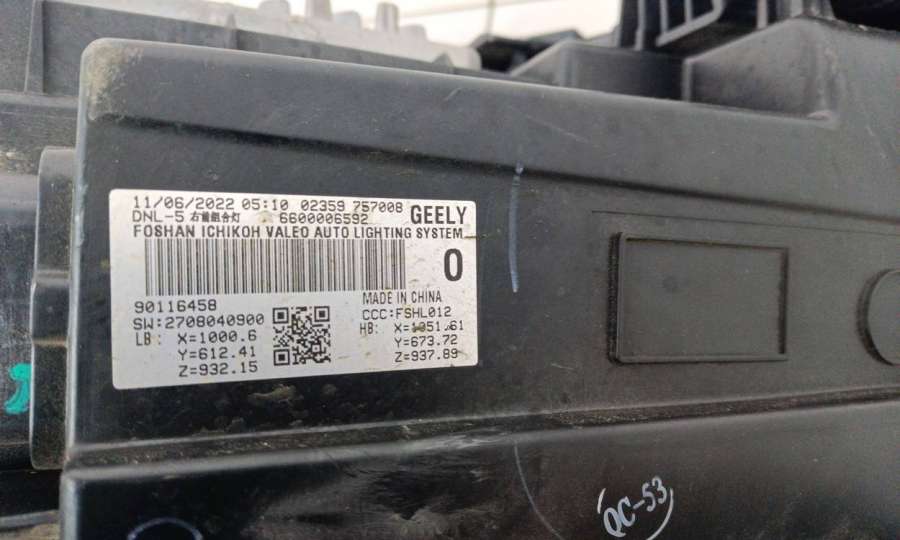 11/06/2022 05:10 02359 757008
DNL-5 右前组合灯 6600006592 GEELY
FOSHAN ICHIKOH VALEO AUTO LIGHTING SYSTEM
0
90116458 MADE IN CHINA
SW:2708040900 CCC:FSHL012
LB: X=1000.6 HB: X=1051.61
Y=612.41 Y=673.72
Z=932.15 Z=937.89
QC-53